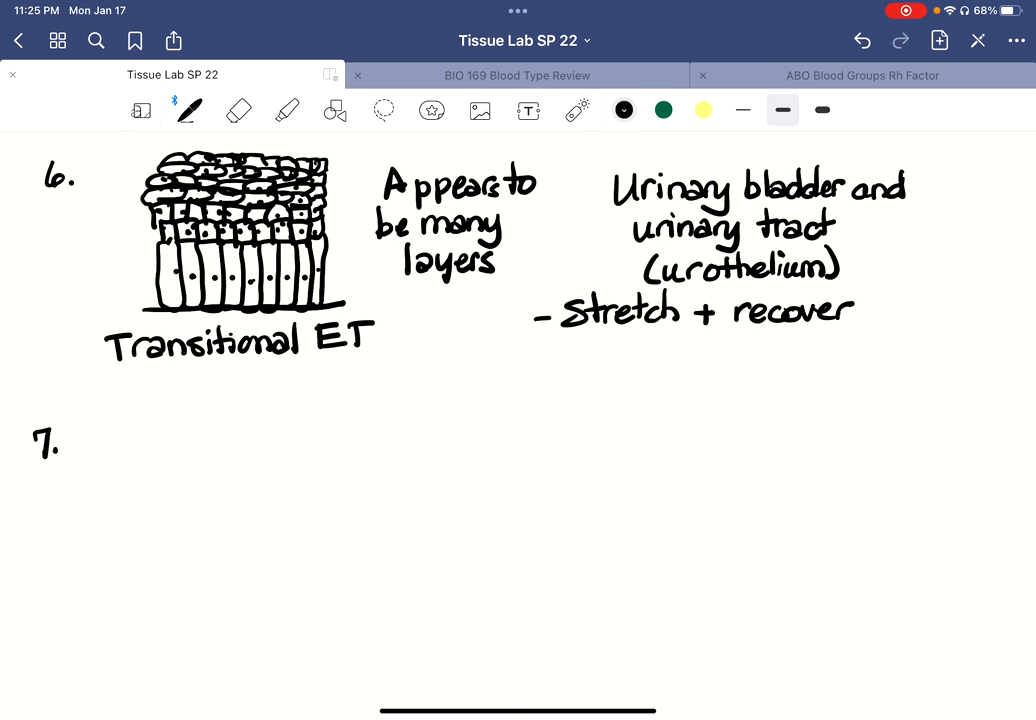 11:25 PM Mon Jan 17
68%
Tissue Lab SP 22
Tissue Lab SP 22
BIO 169 Blood Type Review
ABO Blood Groups Rh Factor
6.
Appears to
be many
layers
Urinary bladder and
urinary tract
(urothelium)
- Stretch + recover
Transitional ET
7.